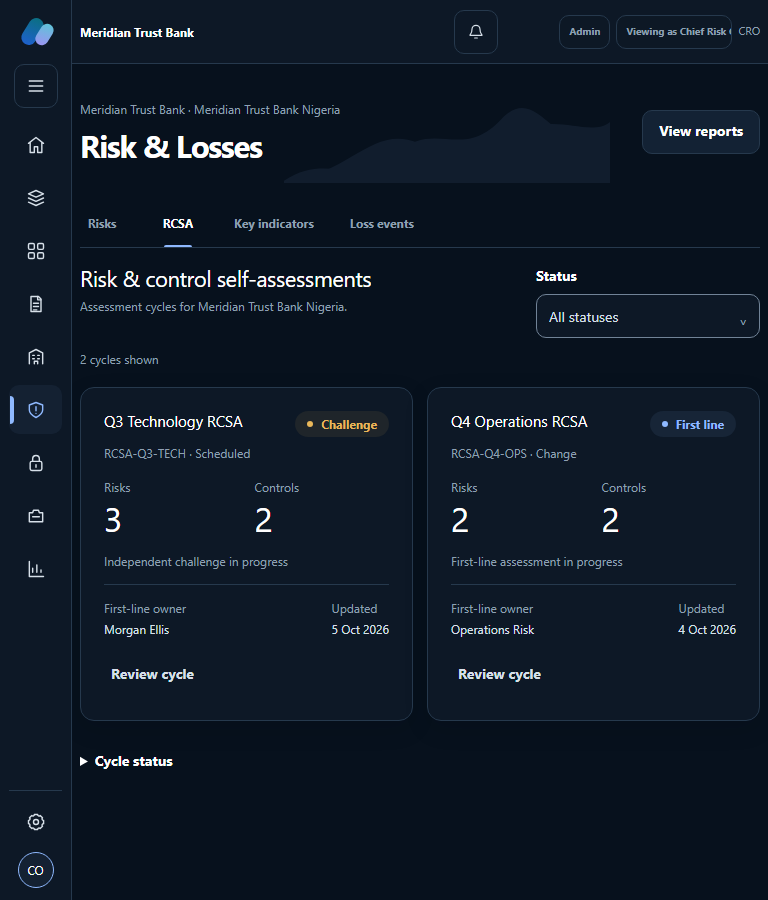 Meridian Trust Bank
Admin
Viewing as Chief Risk
CRO
Meridian Trust Bank · Meridian Trust Bank Nigeria
Risk & Losses
View reports
Risks
RCSA
Key indicators
Loss events
Risk & control self-assessments
Assessment cycles for Meridian Trust Bank Nigeria.
Status
All statuses
2 cycles shown
Q3 Technology RCSA
Challenge
RCSA-Q3-TECH · Scheduled
Risks
Controls
3
2
Independent challenge in progress
First-line owner
Updated
Morgan Ellis
5 Oct 2026
Review cycle
Q4 Operations RCSA
First line
RCSA-Q4-OPS · Change
Risks
Controls
2
2
First-line assessment in progress
First-line owner
Updated
Operations Risk
4 Oct 2026
Review cycle
Cycle status
CO